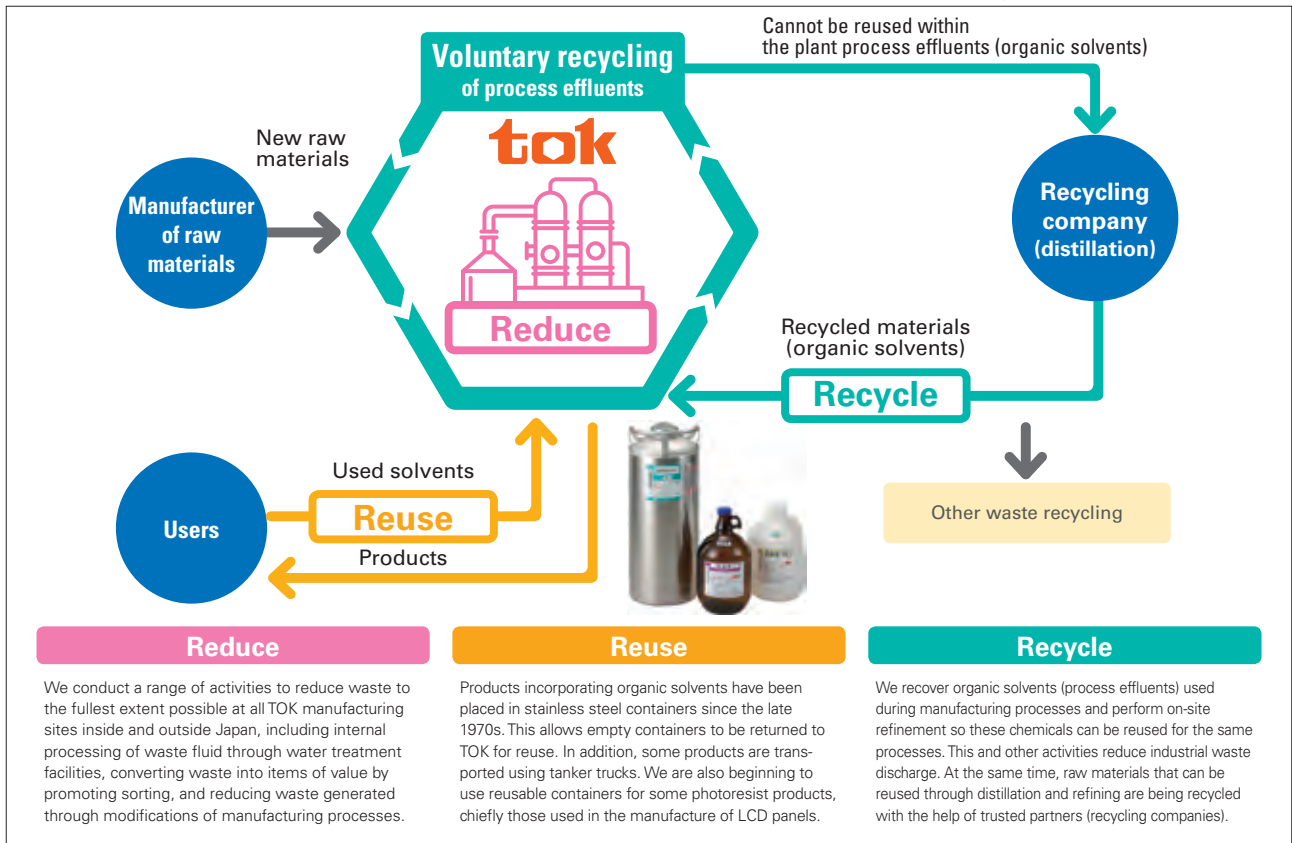 Cannot be reused within
the plant process effluents (organic solvents)
Voluntary recycling
of process effluents
tok
New raw
materials
Manufacturer
of raw
materials
Recycling
company
(distillation)
Reduce
Recycled materials
(organic solvents)
Recycle
Used solvents
Reuse
Users
Products
Other waste recycling
Reduce
We conduct a range of activities to reduce waste to
the fullest extent possible at all TOK manufacturing
sites inside and outside Japan, including internal
processing of waste fluid through water treatment
facilities, converting waste into items of value by
promoting sorting, and reducing waste generated
through modifications of manufacturing processes.
Reuse
Products incorporating organic solvents have been
placed in stainless steel containers since the late
1970s. This allows empty containers to be returned to
TOK for reuse. In addition, some products are trans-
ported using tanker trucks. We are also beginning to
use reusable containers for some photoresist products,
chiefly those used in the manufacture of LCD panels.
Recycle
We recover organic solvents (process effluents) used
during manufacturing processes and perform on-site
refinement so these chemicals can be reused for the same
processes. This and other activities reduce industrial waste
discharge. At the same time, raw materials that can be
reused through distillation and refining are being recycled
with the help of trusted partners (recycling companies).